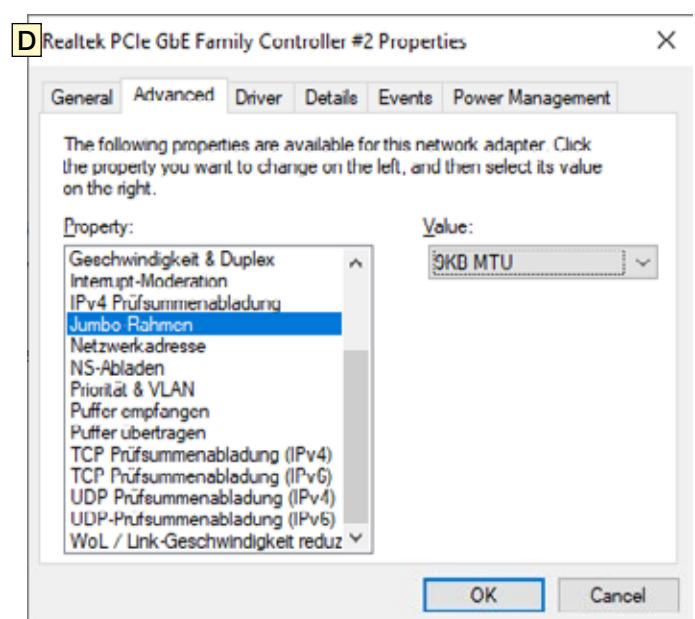 D
Realtek PCIe GbE Family Controller #2 Properties
General Advanced Driver Details Events Power Management
The following properties are available for this network adapter. Click
the property you want to change on the left, and then select its value
on the right.
Property:
Value:
Geschwindigkeit & Duplex
Interrupt-Moderation
IPv4 Prüfsummenabladung
Jumbo-Rahmen
Netzwerkadresse
NS-Abladen
Priorität & VLAN
Puffer empfangen
Puffer übertragen
TCP Prüfsummenabladung (IPv4)
TCP Prüfsummenabladung (IPv6)
UDP Prüfsummenabladung (IPv4)
UDP-Prüfsummenabladung (IPv6)
WoL / Link-Geschwindigkeit reduz
9KB MTU
OK
Cancel